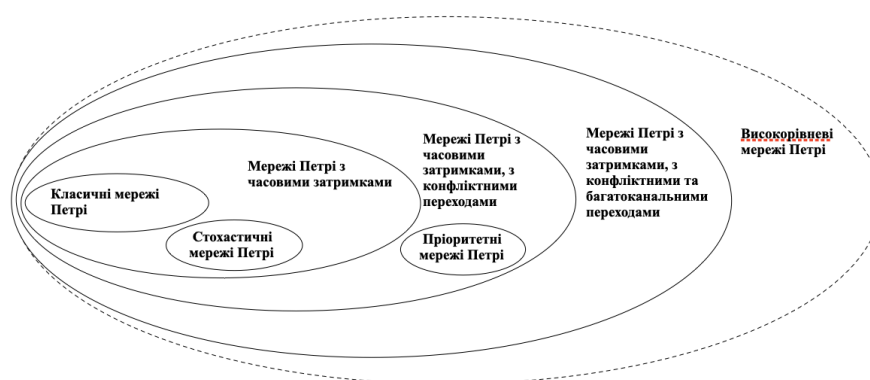 Класичні мережі
Петрі
Стохастичні
мережі Петрі
Мережі Петрі з
часовими затримками
Мережі Петрі з
часовими
затримками, з
конфліктними
переходами
Пріоритетні
мережі Петрі
Мережі Петрі з
часовими
затримками, з
конфліктними та
багатоканальними
переходами
Високорівневі
мережі Петрі